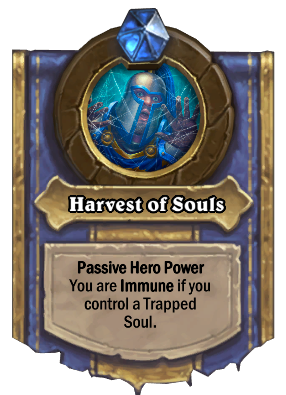 Harvest of Souls
Passive Hero Power
You are Immune if you
control a Trapped
Soul.